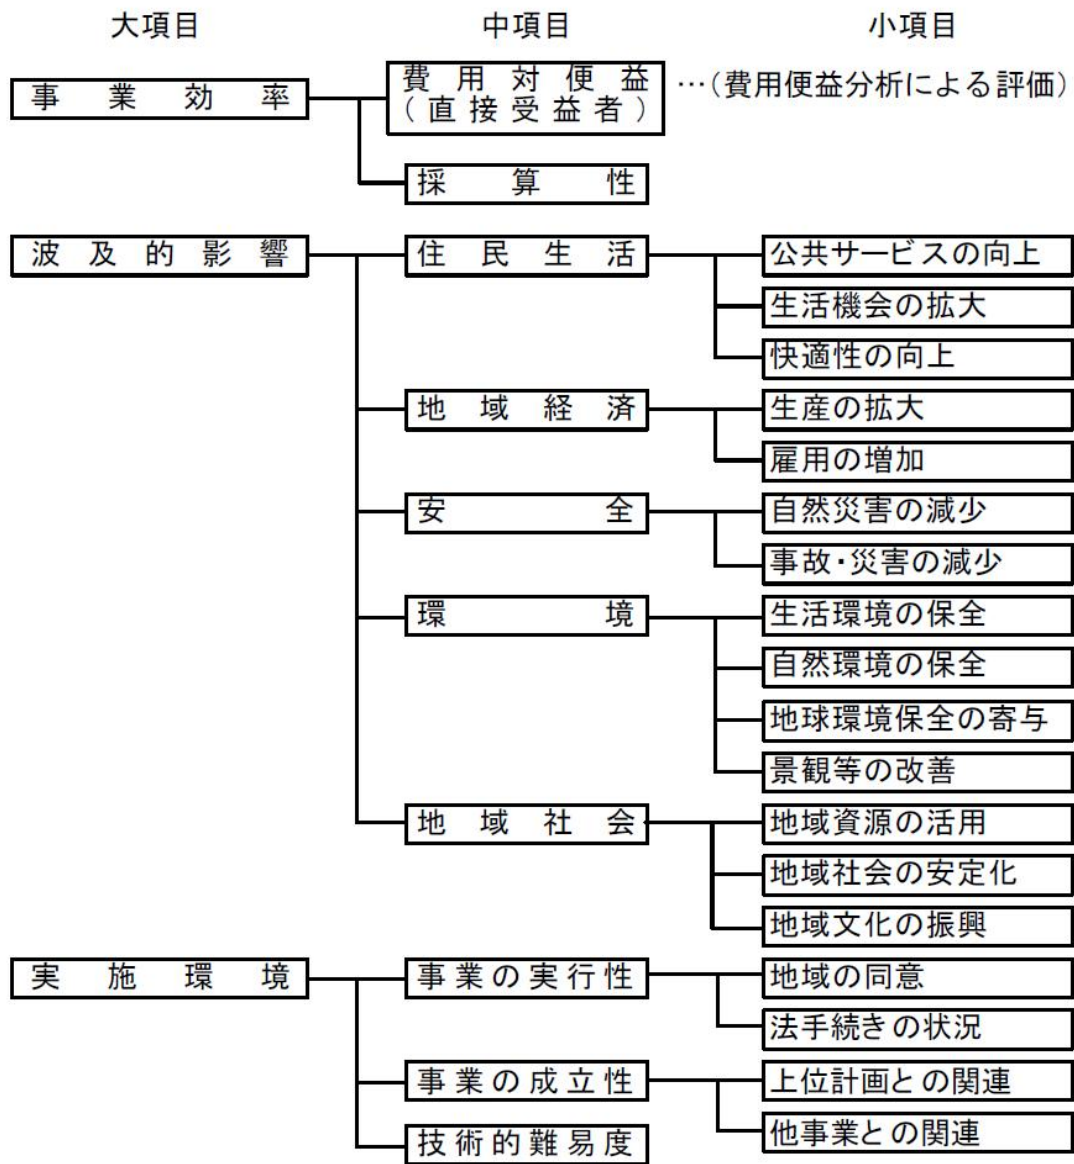 大項目 中項目 小項目
事業効率 費用対便益 …(費用便益分析による評価)
(直接受益者)
採算性
波及的影響 住民生活 公共サービスの向上
生活機会の拡大
快適性の向上
地域経済 生産の拡大
雇用の増加
安全 自然災害の減少
事故・災害の減少
環境 生活環境の保全
自然環境の保全
地球環境保全の寄与
景観等の改善
地域社会 地域資源の活用
地域社会の安定化
地域文化の振興
実施環境 事業の実行性 地域の同意
法手続きの状況
事業の成立性 上位計画との関連
他事業との関連
技術的難易度